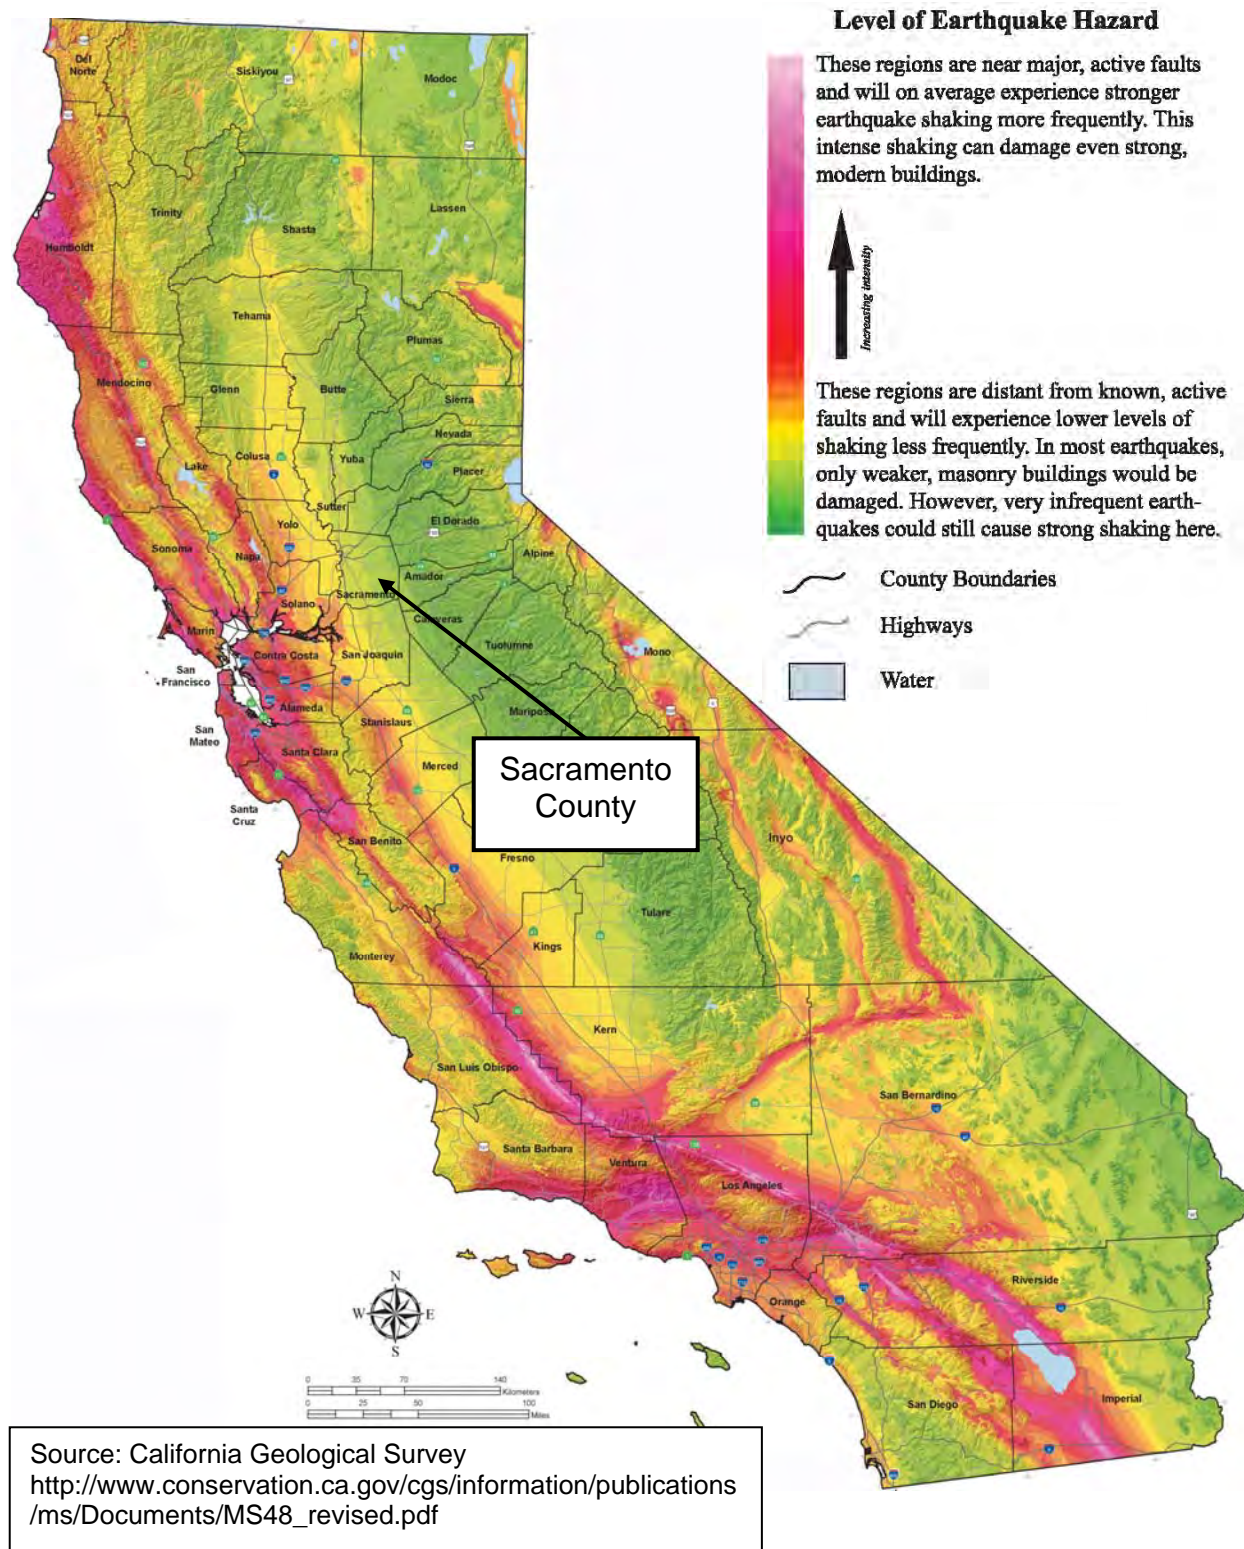 Level of Earthquake Hazard
These regions are near major, active faults
and will on average experience stronger
earthquake shaking more frequently. This
intense shaking can damage even strong,
modern buildings.
Increasing intensity
These regions are distant from known, active
faults and will experience lower levels of
shaking less frequently. In most earthquakes,
only weaker, masonry buildings would be
damaged. However, very infrequent earth-
quakes could still cause strong shaking here.
County Boundaries
Highways
Water
Del
Norte
Siskiyou
Modoc
Trinity
Shasta
Lassen
Humboldt
Tehama
Plumas
Mendocino
Glenn
Butte
Sierra
Nevada
Colusa
Lake
Yuba
Placer
Sutter
Yolo
El Dorado
Sonoma
Napa
Alpine
Amador
Sacramento
Solano
Calaveras
Marin
Tuolumne
Mono
Contra Costa
San Joaquin
San
Francisco
Alameda
Mariposa
Stanislaus
San
Mateo
Santa Clara
Merced
Sacramento
County
Santa
Cruz
San Benito
Inyo
Fresno
Tulare
Kings
Monterey
Kern
San Luis Obispo
San Bernardino
Santa Barbara
Ventura
Los Angeles
Riverside
Orange
San Diego
Imperial
N
W
E
S
0 35 70 140
Kilometers
0 25 50 100
Miles
Source: California Geological Survey
http://www.conservation.ca.gov/cgs/information/publications
/ms/Documents/MS48_revised.pdf